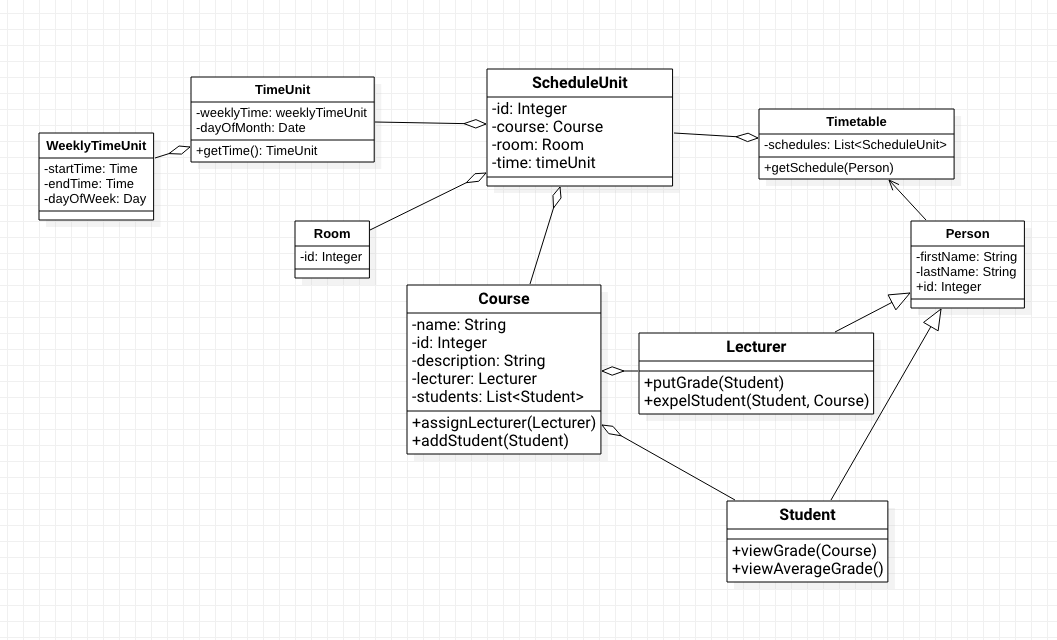 WeeklyTimeUnit
-startTime: Time
-endTime: Time
-dayOfWeek: Day
TimeUnit
-weeklyTime: weeklyTimeUnit
-dayOfMonth: Date
+getTime(): TimeUnit
ScheduleUnit
-id: Integer
-course: Course
-room: Room
-time: timeUnit
Timetable
-schedules: List<ScheduleUnit>
+getSchedule(Person)
Room
-id: Integer
Person
-firstName: String
-lastName: String
+id: Integer
Course
-name: String
-id: Integer
-description: String
-lecturer: Lecturer
-students: List<Student>
+assignLecturer(Lecturer)
+addStudent(Student)
Lecturer
+putGrade(Student)
+expelStudent(Student, Course)
Student
+viewGrade(Course)
+viewAverageGrade()